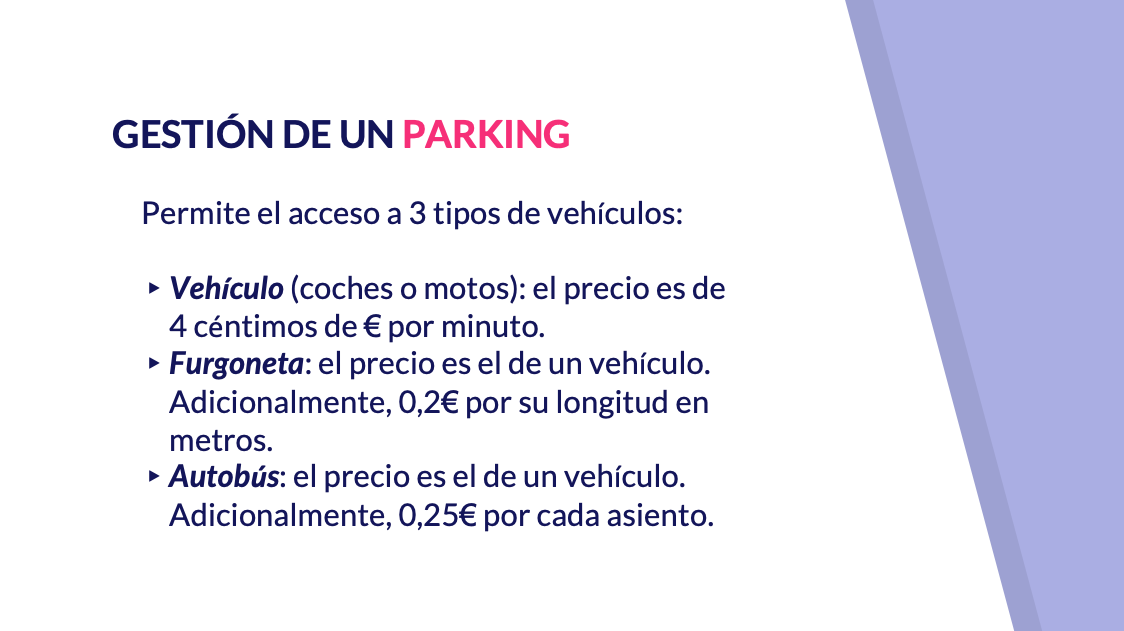 GESTIÓN DE UN PARKING
Permite el acceso a 3 tipos de vehículos:
▸ Vehículo (coches o motos): el precio es de
4 céntimos de € por minuto.
▸ Furgoneta: el precio es el de un vehículo.
Adicionalmente, 0,2€ por su longitud en
metros.
▸ Autobús: el precio es el de un vehículo.
Adicionalmente, 0,25€ por cada asiento.